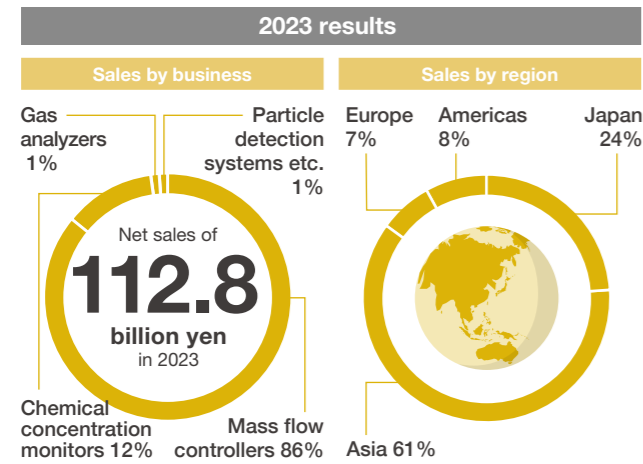 2023 results
Sales by business
Gas
analyzers
1%
Particle
detection
systems etc.
1%
Net sales of
112.8
billion yen
in 2023
Chemical
concentration
monitors 12%
Mass flow
controllers 86%
Sales by region
Europe
7%
Americas
8%
Japan
24%
Asia 61%